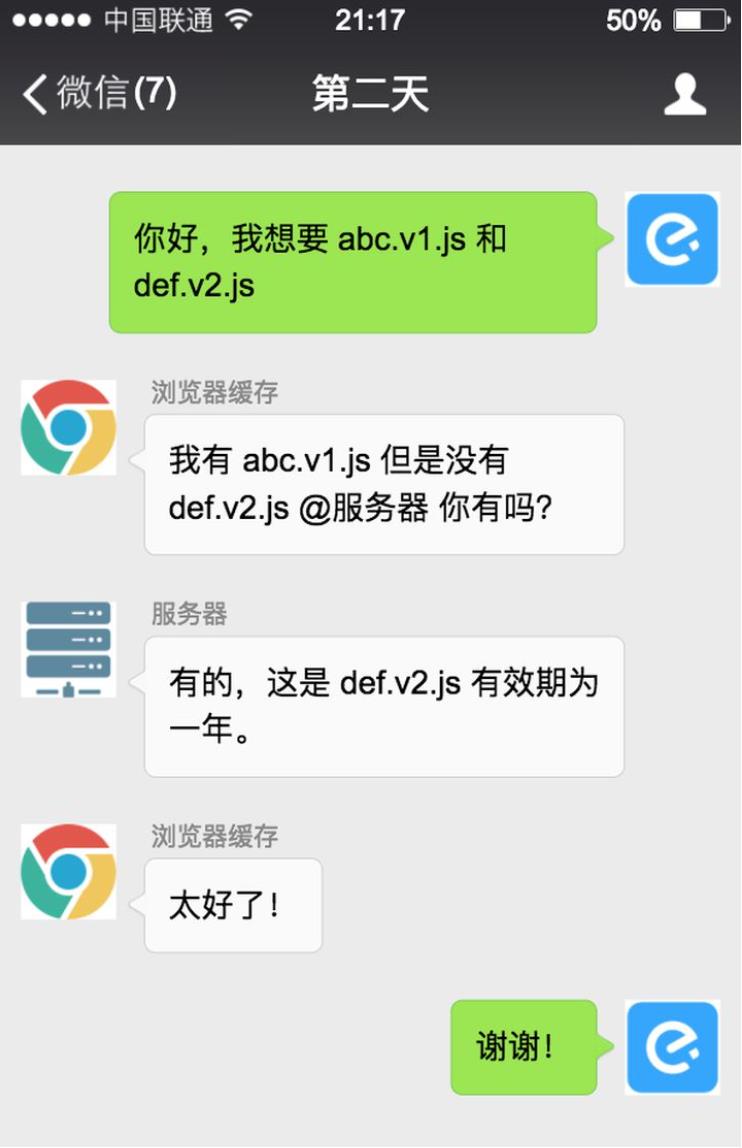 中国联通 21:17 50%
微信(7) 第二天
你好，我想要 abc.v1.js 和
def.v2.js
浏览器缓存
我有 abc.v1.js 但是没有
def.v2.js @服务器 你有吗？
服务器
有的，这是 def.v2.js 有效期为
一年。
浏览器缓存
太好了！
谢谢！